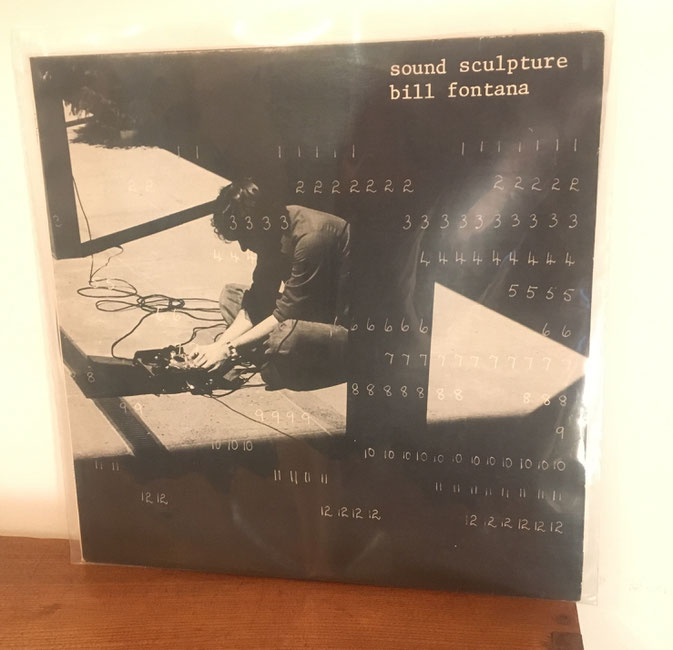 sound sculpture
bill fontana
1 1 1 1 1 1 1 1 1 1 1 1 1 1
2 2 2 2 2 2 2 2 2 2 2 2 2 2
3 3 3 3 3 3 3 3 3 3 3 3 3 3 3
4 4 4 4 4 4 4 4 4 4 4 4
5 5 5 5
6 6 6 6 6 6 6
7 7 7 7 7 7 7 7 7 7 7
8 8 8 8 8 8 8 8 8 8 8 8
9 9 9 9 9 9 9
10 10 10 10 10 10 10 10 10 10 10 10 10 10 10
11 11 11 11 11 11 11 11 11 11 11 11 11 11
12 12 12 12 12 12 12 12 12 12 12 12